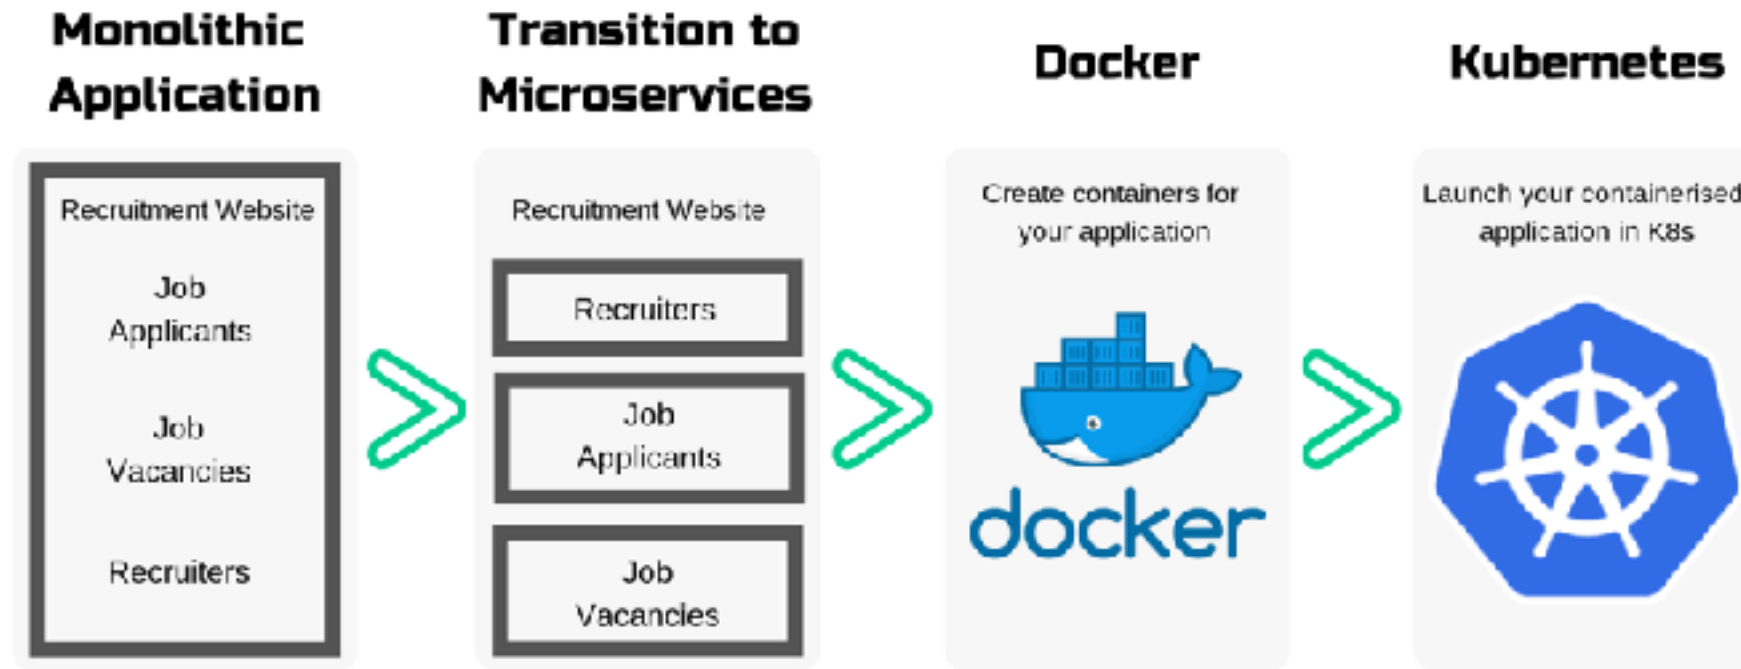 Monolithic
Application
Recruitment Website
Job
Applicants
Job
Vacancies
Recruiters
Transition to
Microservices
Recruitment Website
Recruiters
Job
Applicants
Job
Vacancies
Docker
Create containers for
your application
docker
Kubernetes
Launch your containerised
application in K8s